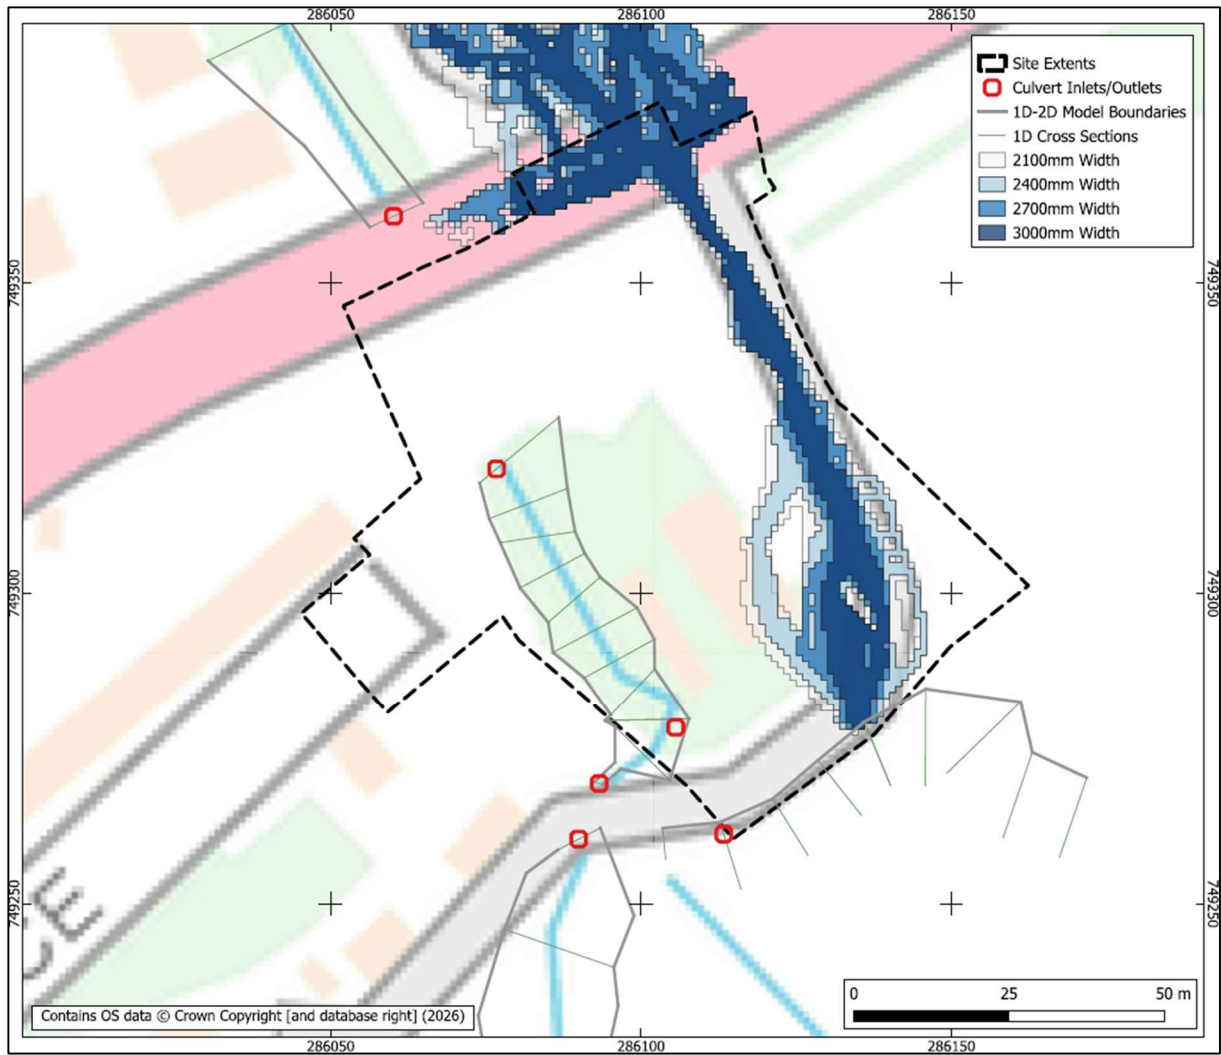 286050 286100 286150
Site Extents
Culvert Inlets/Outlets
1D-2D Model Boundaries
1D Cross Sections
2100mm Width
2400mm Width
2700mm Width
3000mm Width
749350 749350
749300 749300
749250 749250
CE
0 25 50 m
Contains OS data © Crown Copyright [and database right] (2026)
286050 286100 286150